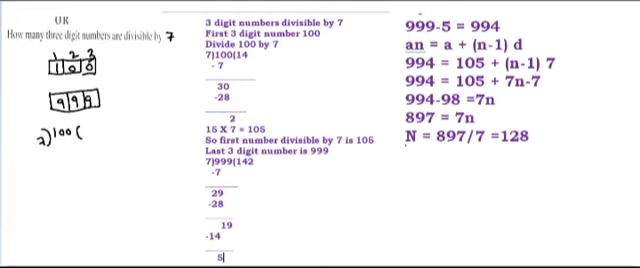 OR
How many three digit numbers are divisible by 7
1 2 3
1 0 0
9 9 9
7)100(
3 digit numbers divisible by 7
First 3 digit number 100
Divide 100 by 7
7)100(14
- 7
30
-28
2
15 X 7 = 105
So first number divisible by 7 is 105
Last 3 digit number is 999
7)999(142
-7
29
-28
19
-14
5
999-5 = 994
an = a + (n-1) d
994 = 105 + (n-1) 7
994 = 105 + 7n-7
994-98 =7n
897 = 7n
N = 897/7 =128